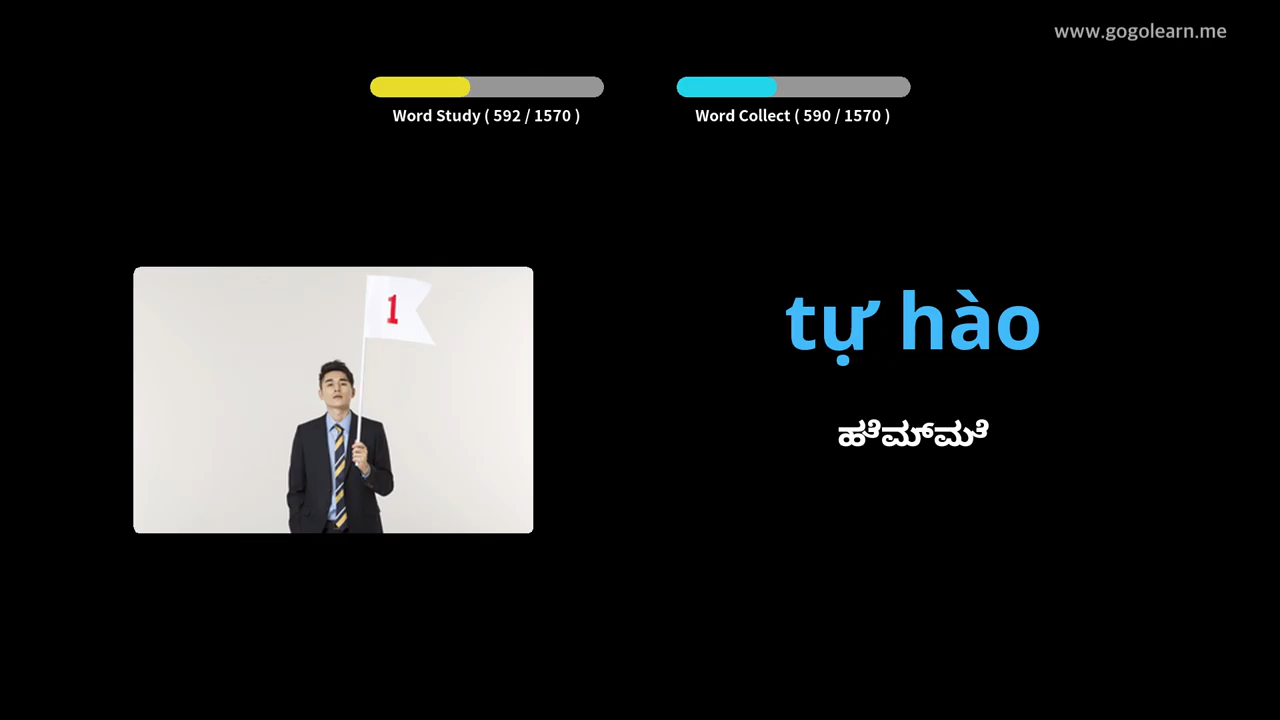 www.gogolearn.me
Word Study ( 592 / 1570 )
Word Collect ( 590 / 1570 )
1
tự hào
ಹೆಮ್ಮೆ